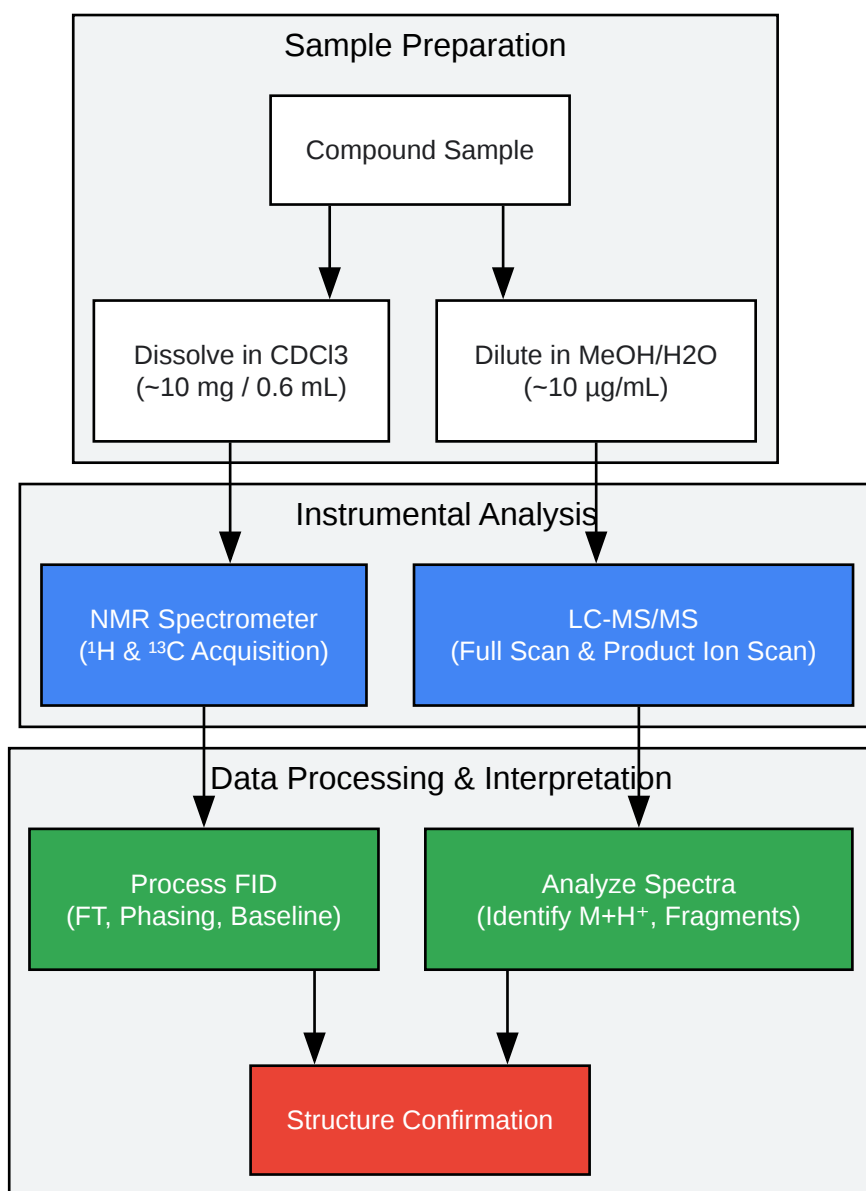 Sample Preparation
Compound Sample
Dissolve in CDCl3
(~10 mg / 0.6 mL)
Dilute in MeOH/H2O
(~10 µg/mL)
Instrumental Analysis
NMR Spectrometer
(¹H & ¹³C Acquisition)
LC-MS/MS
(Full Scan & Product Ion Scan)
Data Processing & Interpretation
Process FID
(FT, Phasing, Baseline)
Analyze Spectra
(Identify M+H⁺, Fragments)
Structure Confirmation